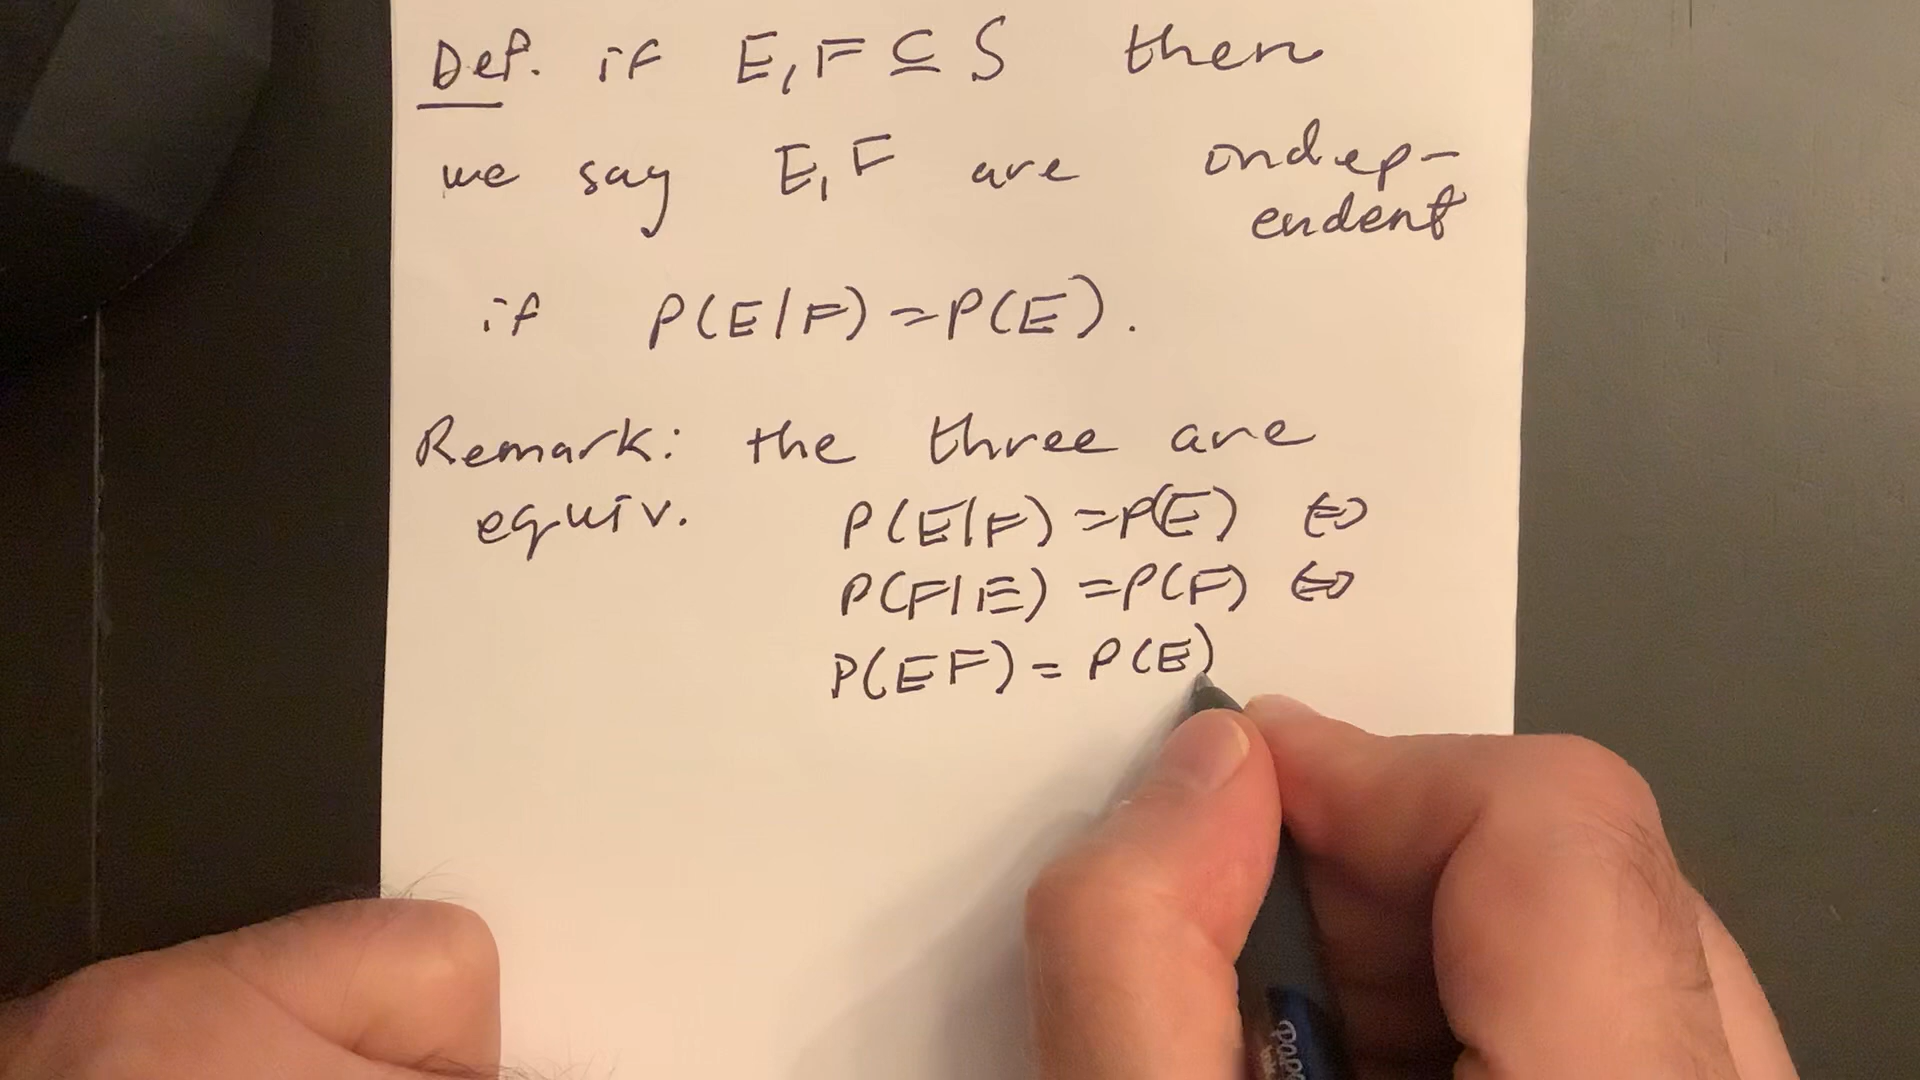 Def. if E, F ⊆ S then
we say E, F are indep-
endent
if P(E|F) = P(E).
Remark: the three are
equiv. P(E|F) = P(E) ⇔
P(F|E) = P(F) ⇔
P(EF) = P(E)